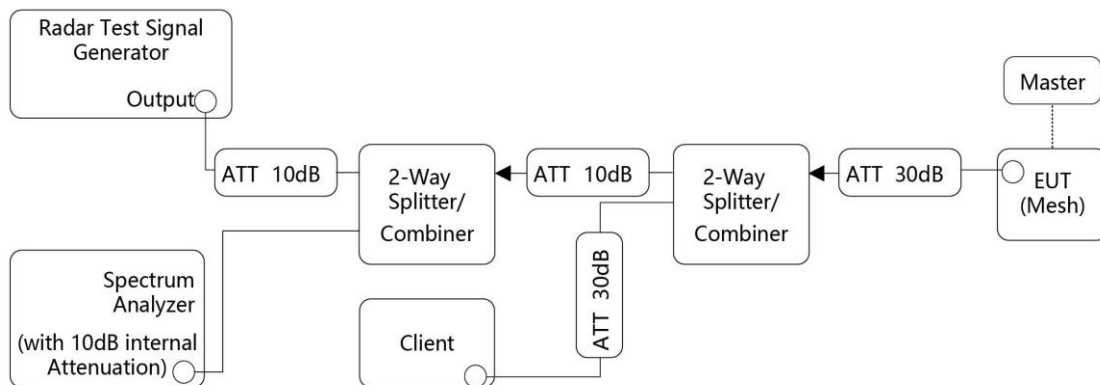 Radar Test Signal
Generator
Output
ATT 10dB
2-Way
Splitter/
Combiner
ATT 10dB
2-Way
Splitter/
Combiner
ATT 30dB
Master
EUT
(Mesh)
Spectrum
Analyzer
(with 10dB internal
Attenuation)
Client
ATT 30dB